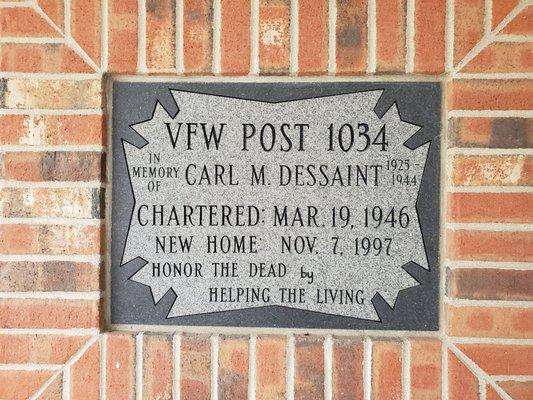 VFW POST 1034
IN MEMORY OF CARL M. DESSAINT 1925-1944
CHARTERED: MAR. 19, 1946
NEW HOME: NOV. 7, 1997
HONOR THE DEAD by
HELPING THE LIVING